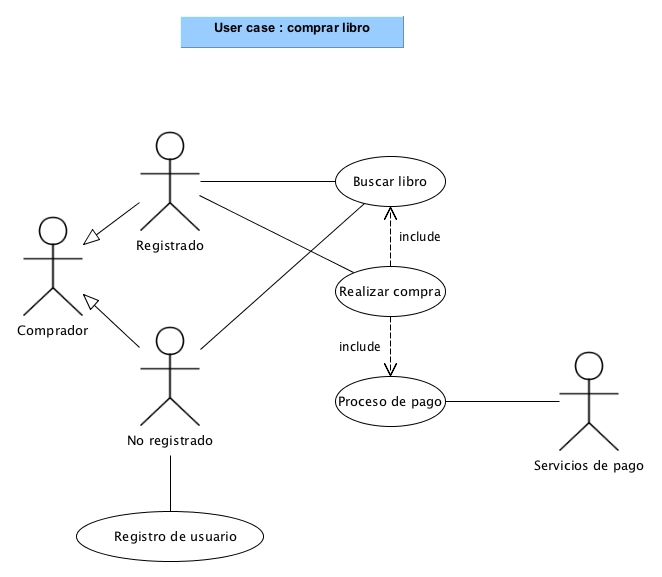 User case : comprar libro
Buscar libro
Registrado
include
Realizar compra
Comprador
include
Proceso de pago
No registrado
Servicios de pago
Registro de usuario